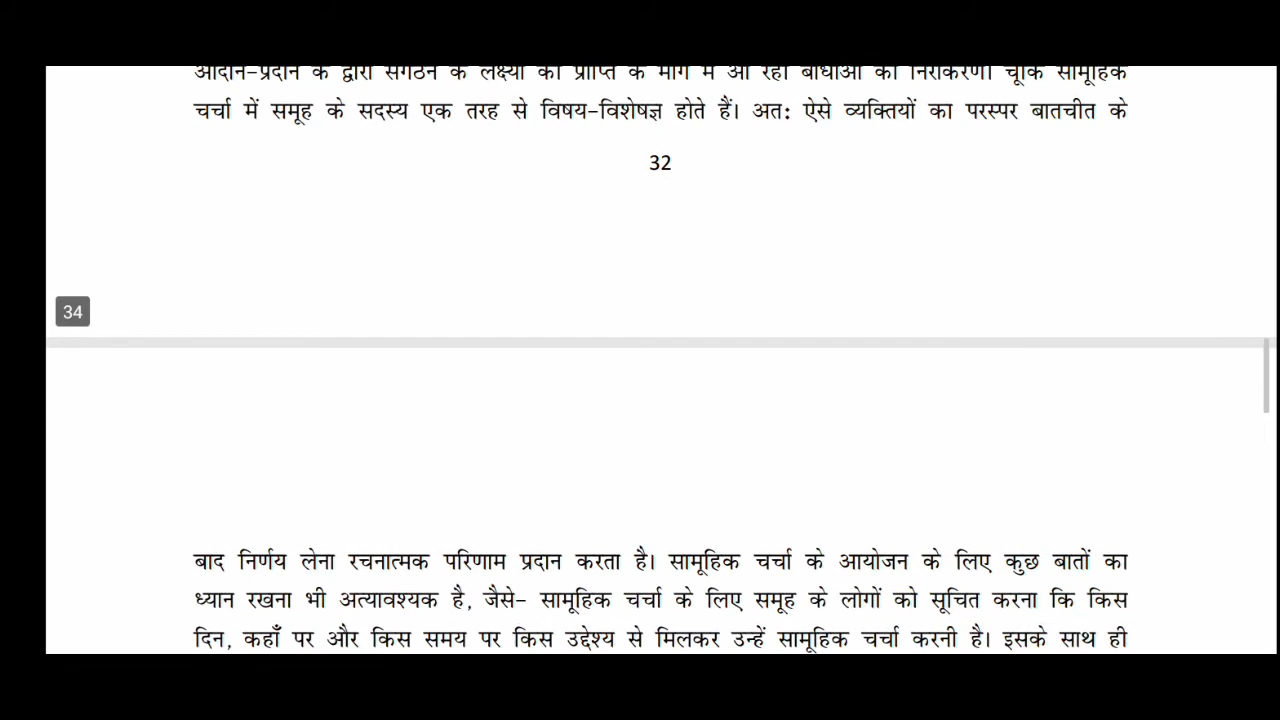 आदान-प्रदान के द्वारा संगठन के लक्ष्यों की प्राप्ति के मार्ग में आ रही बाधाओं का निराकरण। चूंकि सामूहिक
चर्चा में समूह के सदस्य एक तरह से विषय-विशेषज्ञ होते हैं। अत: ऐसे व्यक्तियों का परस्पर बातचीत के
32
34
बाद निर्णय लेना रचनात्मक परिणाम प्रदान करता है। सामूहिक चर्चा के आयोजन के लिए कुछ बातों का
ध्यान रखना भी अत्यावश्यक है, जैसे- सामूहिक चर्चा के लिए समूह के लोगों को सूचित करना कि किस
दिन, कहाँ पर और किस समय पर किस उद्देश्य से मिलकर उन्हें सामूहिक चर्चा करनी है। इसके साथ ही